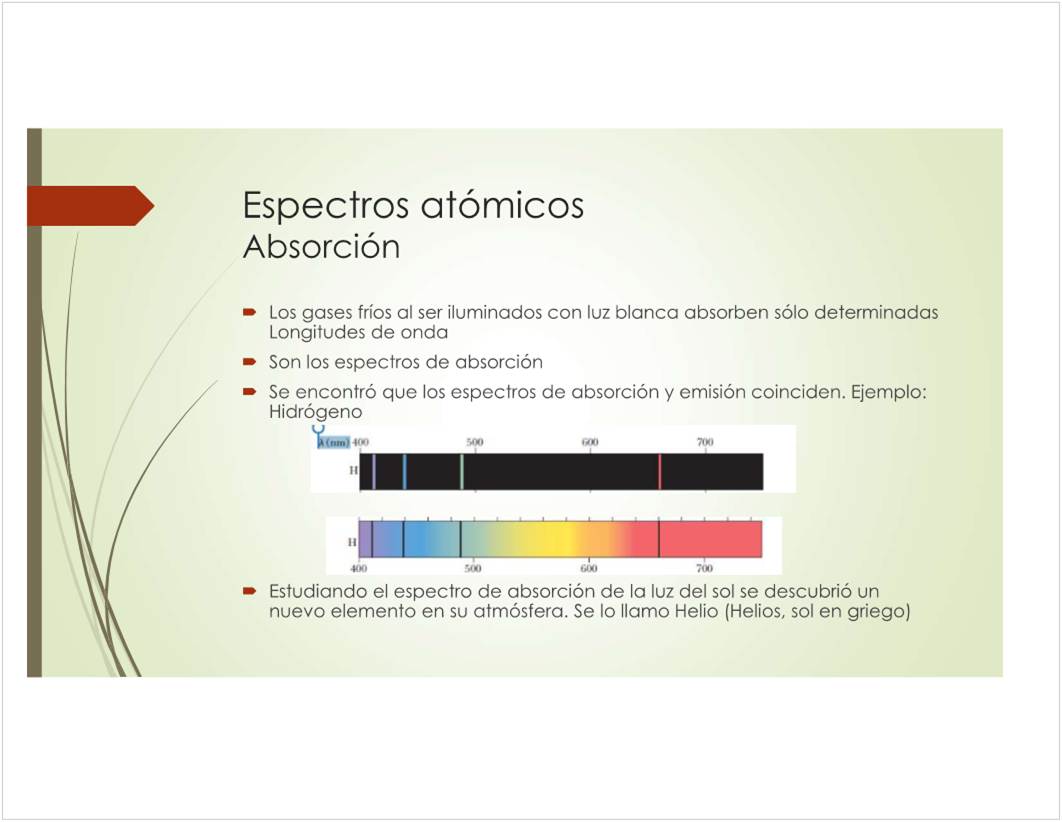 Espectros atómicos
Absorción
Los gases fríos al ser iluminados con luz blanca absorben sólo determinadas
Longitudes de onda
Son los espectros de absorción
Se encontró que los espectros de absorción y emisión coinciden. Ejemplo:
Hidrógeno
λ (nm) 400 500 600 700
H
H
400 500 600 700
Estudiando el espectro de absorción de la luz del sol se descubrió un
nuevo elemento en su atmósfera. Se lo llamo Helio (Helios, sol en griego)